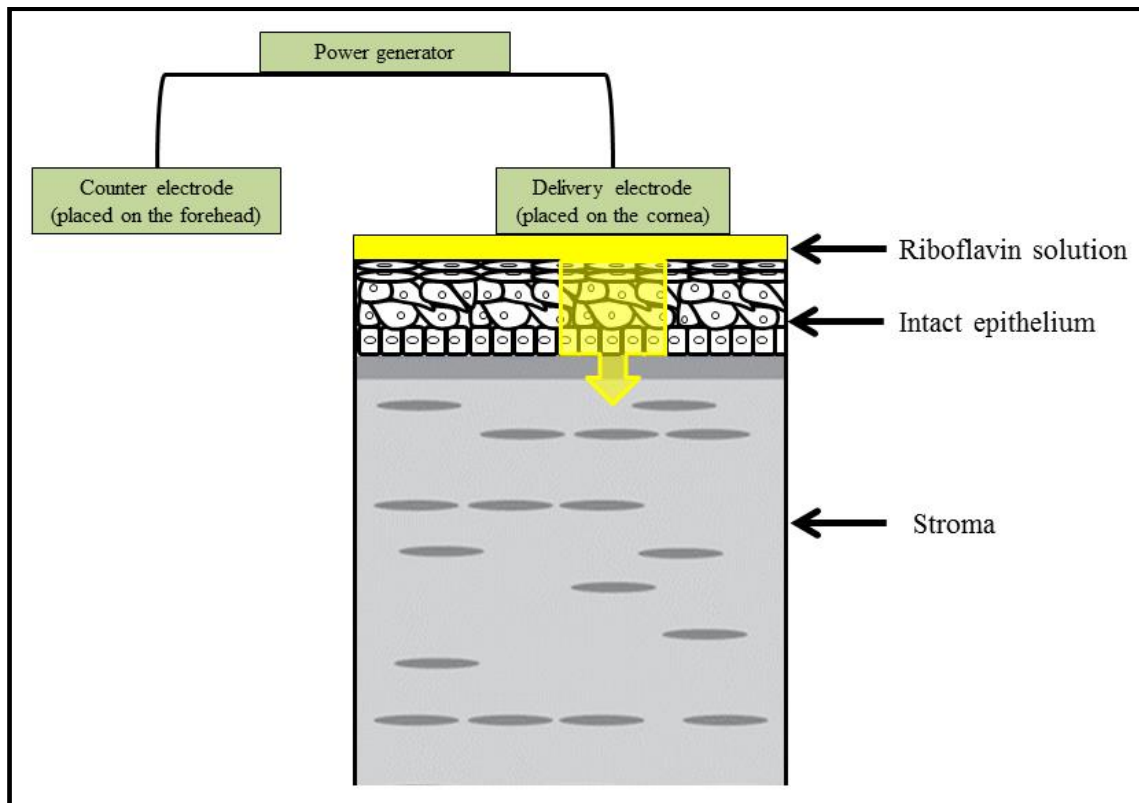 Power generator
Counter electrode
(placed on the forehead)
Delivery electrode
(placed on the cornea)
Riboflavin solution
Intact epithelium
Stroma